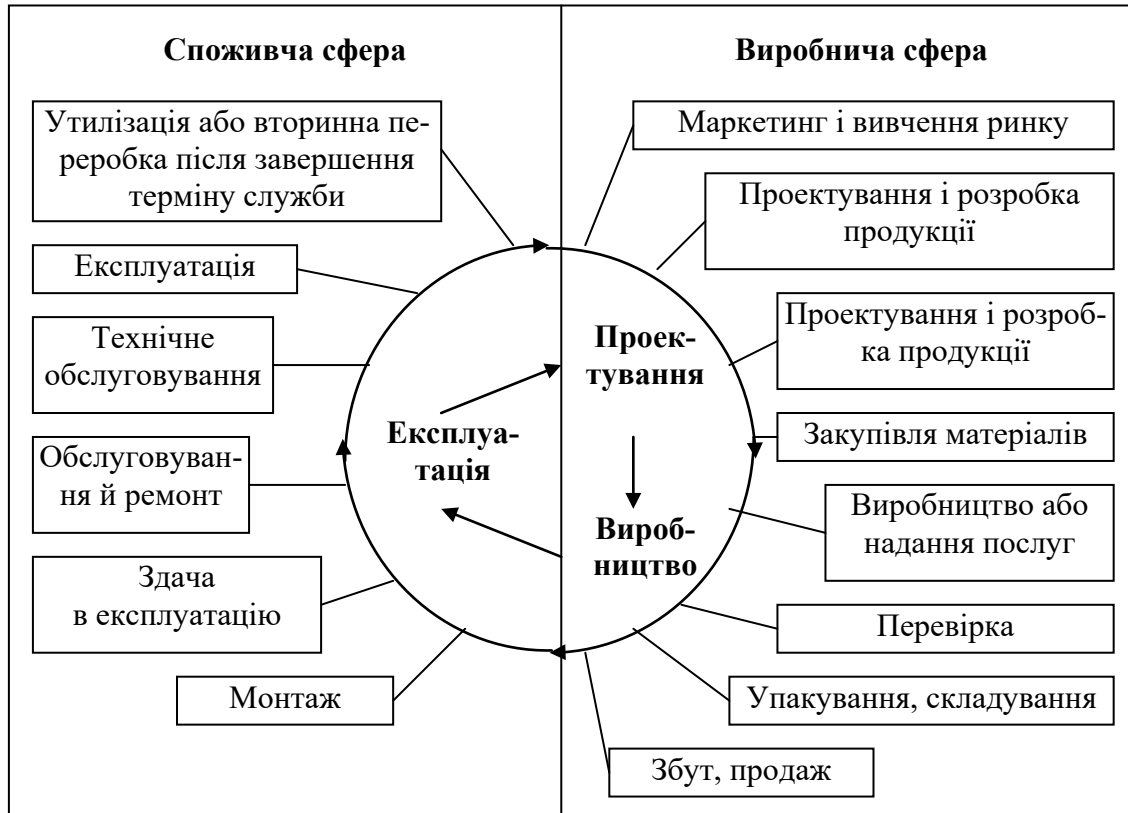 Споживча сфера
Утилізація або вторинна пе-
реробка після завершення
терміну служби
Експлуатація
Технічне
обслуговування
Обслуговуван-
ня й ремонт
Здача
в експлуатацію
Монтаж
Експлуа-
тація
Виробнича сфера
Маркетинг і вивчення ринку
Проектування і розробка
продукції
Проектування і розроб-
ка продукції
Закупівля матеріалів
Виробництво або
надання послуг
Перевірка
Упакування, складування
Збут, продаж
Проек-
тування
Вироб-
ництво